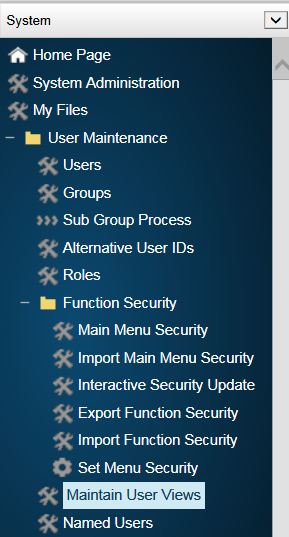 System
Home Page
System Administration
My Files
User Maintenance
Users
Groups
Sub Group Process
Alternative User IDs
Roles
Function Security
Main Menu Security
Import Main Menu Security
Interactive Security Update
Export Function Security
Import Function Security
Set Menu Security
Maintain User Views
Named Users